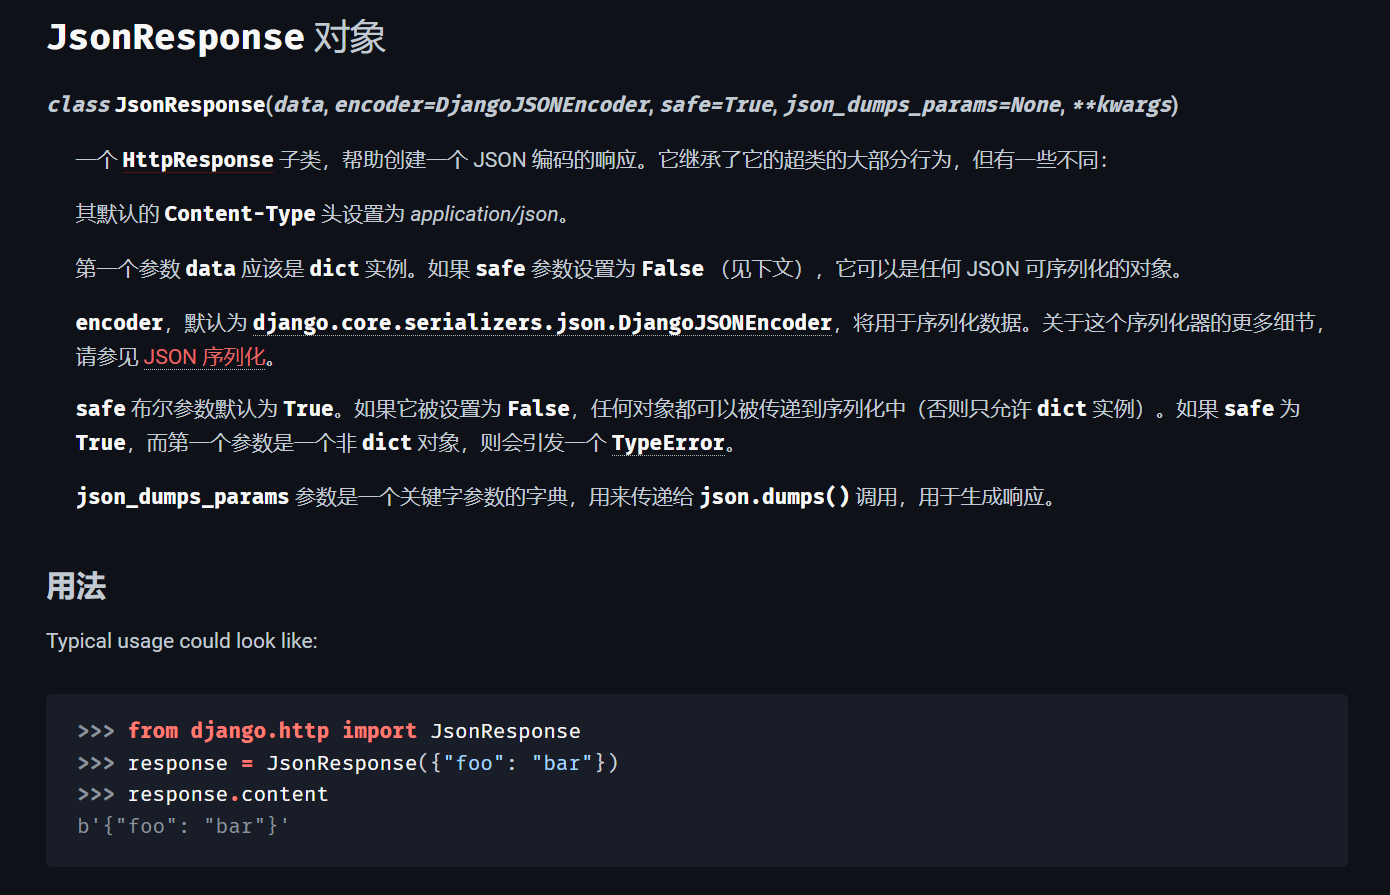 JsonResponse 对象
class JsonResponse(data, encoder=DjangoJSONEncoder, safe=True, json_dumps_params=None, **kwargs)
一个 HttpResponse 子类，帮助创建一个 JSON 编码的响应。它继承了它的超类的大部分行为，但有一些不同：
其默认的 Content-Type 头设置为 application/json。
第一个参数 data 应该是 dict 实例。如果 safe 参数设置为 False （见下文），它可以是任何 JSON 可序列化的对象。
encoder，默认为 django.core.serializers.json.DjangoJSONEncoder，将用于序列化数据。关于这个序列化器的更多细节，
请参见 JSON 序列化。
safe 布尔参数默认为 True。如果它被设置为 False，任何对象都可以被传递到序列化中（否则只允许 dict 实例）。如果 safe 为
True，而第一个参数是一个非 dict 对象，则会引发一个 TypeError。
json_dumps_params 参数是一个关键字参数的字典，用来传递给 json.dumps() 调用，用于生成响应。
用法
Typical usage could look like:
>>> from django.http import JsonResponse
>>> response = JsonResponse({"foo": "bar"})
>>> response.content
b'{"foo": "bar"}'